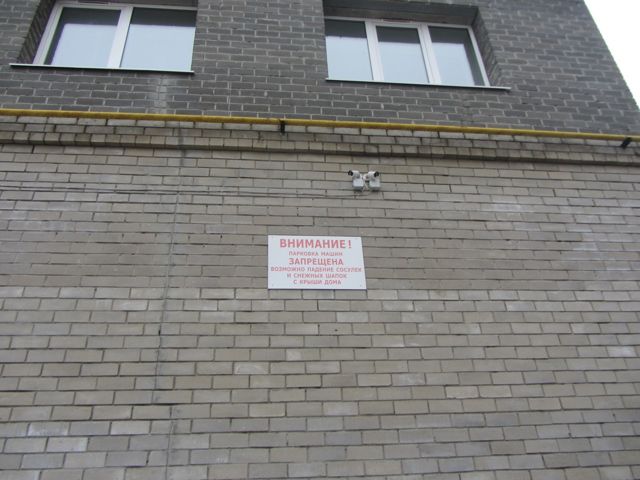 ВНИМАНИЕ!
ПАРКОВКА МАШИН
ЗАПРЕЩЕНА
ВОЗМОЖНО ПАДЕНИЕ СОСУЛЕК
И СНЕЖНЫХ ШАПОК
С КРЫШИ ДОМА